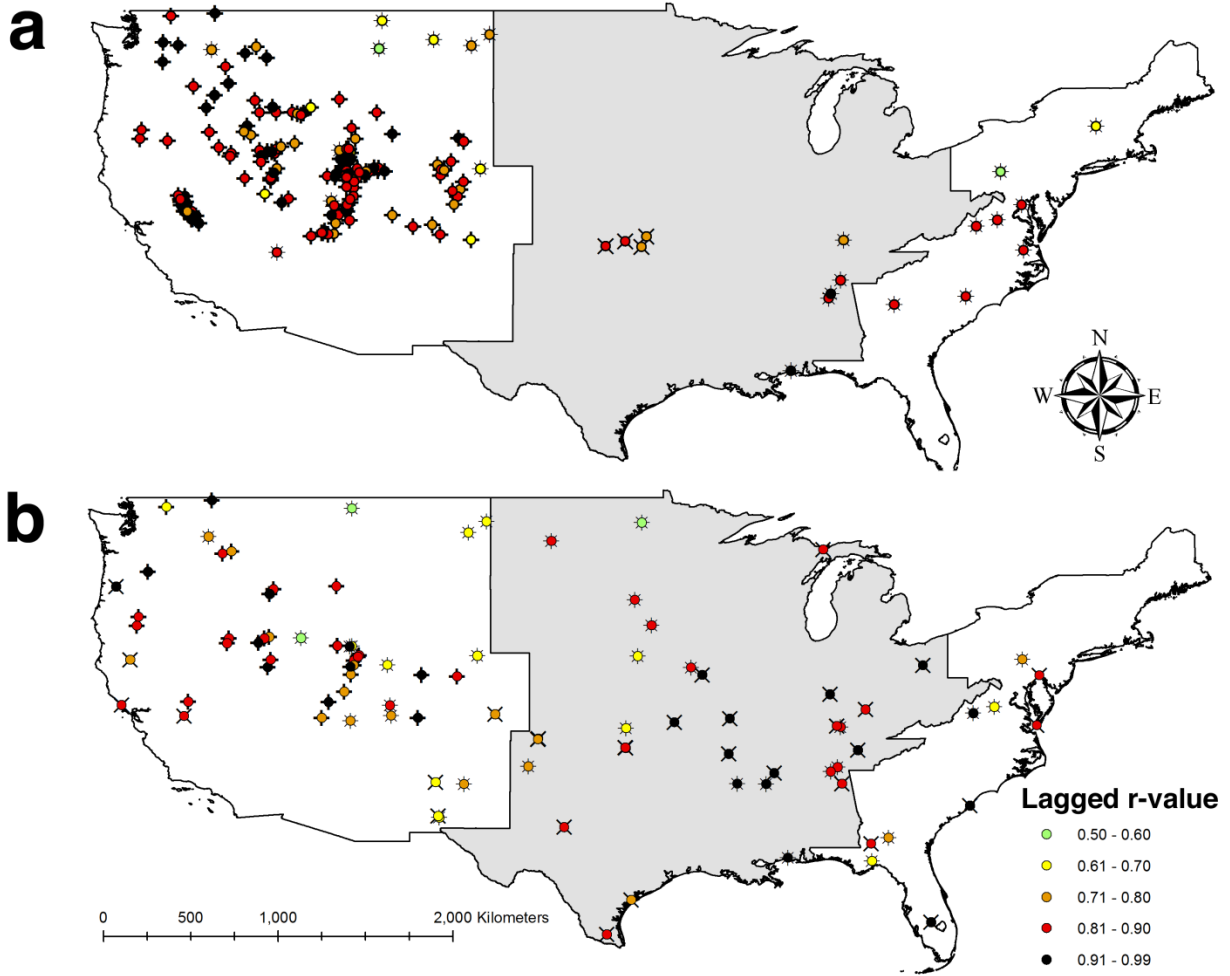 a
N
W E
S
b
Lagged r-value
0.50 - 0.60
0.61 - 0.70
0.71 - 0.80
0.81 - 0.90
0.91 - 0.99
0 500 1,000 2,000 Kilometers